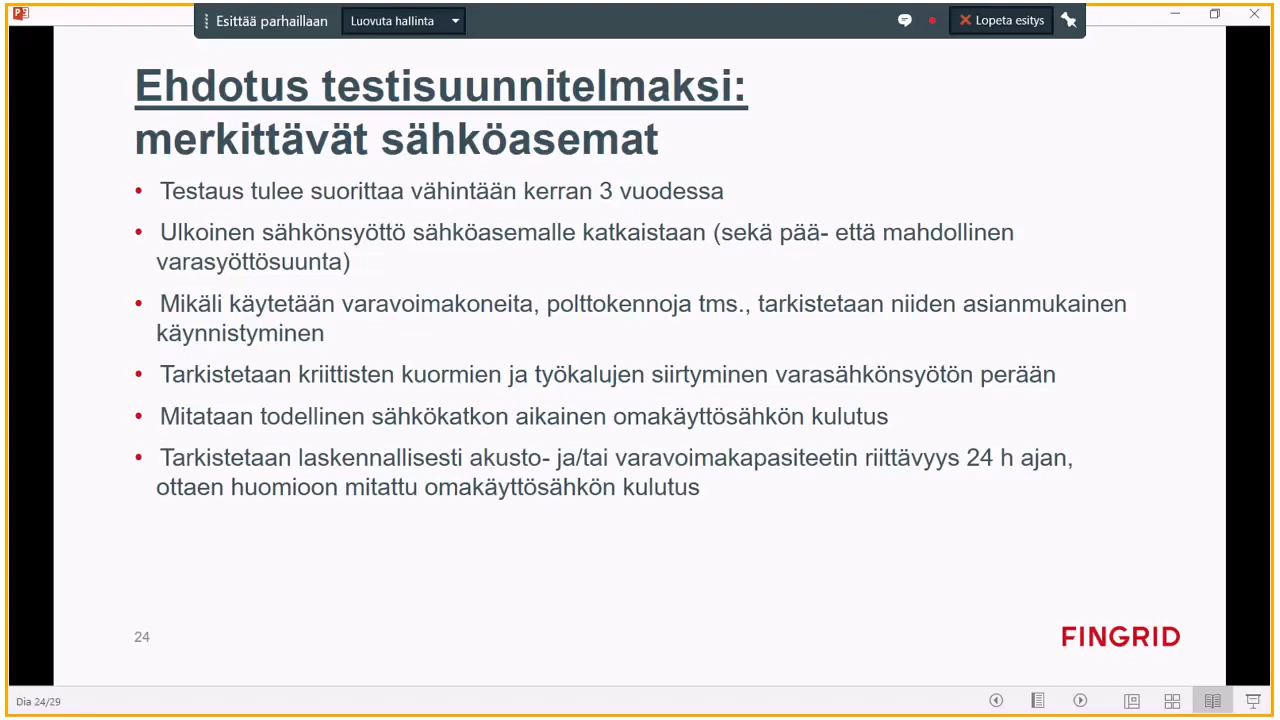 Esittää parhaillaan
Luovuta hallinta
Lopeta esitys
Ehdotus testisuunnitelmaksi:
merkittävät sähköasemat
• Testaus tulee suorittaa vähintään kerran 3 vuodessa
• Ulkoinen sähkönsyöttö sähköasemalle katkaistaan (sekä pää- että mahdollinen
varasyöttösuunta)
• Mikäli käytetään varavoimakoneita, polttokennoja tms., tarkistetaan niiden asianmukainen
käynnistyminen
• Tarkistetaan kriittisten kuormien ja työkalujen siirtyminen varasähkönsyötön perään
• Mitataan todellinen sähkökatkon aikainen omakäyttösähkön kulutus
• Tarkistetaan laskennallisesti akusto- ja/tai varavoimakapasiteetin riittävyys 24 h ajan,
ottaen huomioon mitattu omakäyttösähkön kulutus
24
FINGRID
Dia 24/29